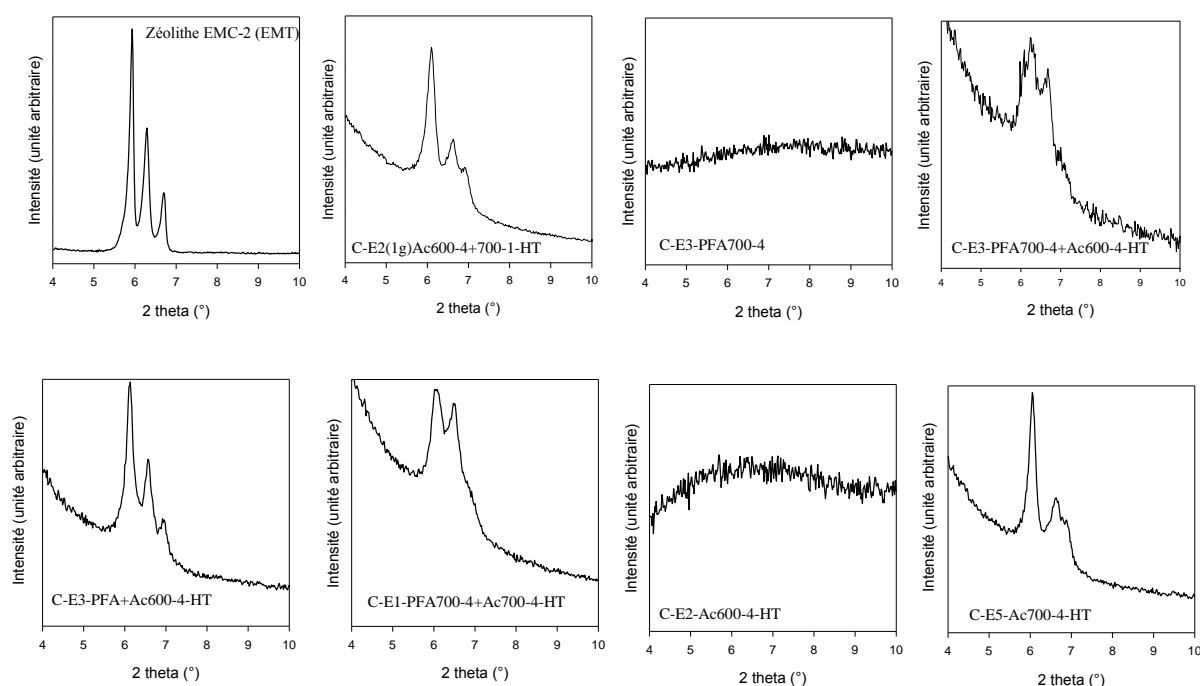 Zéolithe EMC-2 (EMT)
Intensité (unité arbitraire)
4 5 6 7 8 9 10
2 theta (°)
C-E2(1g)Ac600-4+700-1-HT
Intensité (unité arbitraire)
4 5 6 7 8 9 10
2 theta (°)
C-E3-PFA700-4
Intensité (unité arbitraire)
4 5 6 7 8 9 10
2 theta (°)
C-E3-PFA700-4+Ac600-4-HT
Intensité (unité arbitraire)
4 5 6 7 8 9 10
2 theta (°)
C-E3-PFA+Ac600-4-HT
Intensité (unité arbitraire)
4 5 6 7 8 9 10
2 theta (°)
C-E1-PFA700-4+Ac700-4-HT
Intensité (unité arbitraire)
4 5 6 7 8 9 10
2 theta (°)
C-E2-Ac600-4-HT
Intensité (unité arbitraire)
4 5 6 7 8 9 10
2 theta (°)
C-E5-Ac700-4-HT
Intensité (unité arbitraire)
4 5 6 7 8 9 10
2 theta (°)